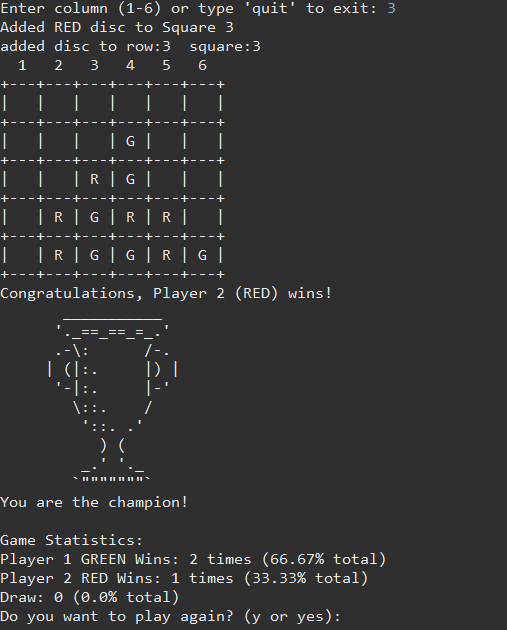 Enter column (1-6) or type 'quit' to exit: 3
Added RED disc to Square 3
added disc to row:3  square:3
  1   2   3   4   5   6
+---+---+---+---+---+---+
|   |   |   |   |   |   |
+---+---+---+---+---+---+
|   |   |   | G |   |   |
+---+---+---+---+---+---+
|   |   | R | G |   |   |
+---+---+---+---+---+---+
|   | R | G | R | R |   |
+---+---+---+---+---+---+
|   | R | G | G | R | G |
+---+---+---+---+---+---+
Congratulations, Player 2 (RED) wins!
       ___________
      '._==_==_=_.'
      .-\:      /-.
     | (|:.     |) |
      '-|:.     |-'
        \::.    /
         '::. .'
           ) (
         _.' '._
        `"""""""`
You are the champion!

Game Statistics:
Player 1 GREEN Wins: 2 times (66.67% total)
Player 2 RED Wins: 1 times (33.33% total)
Draw: 0 (0.0% total)
Do you want to play again? (y or yes):